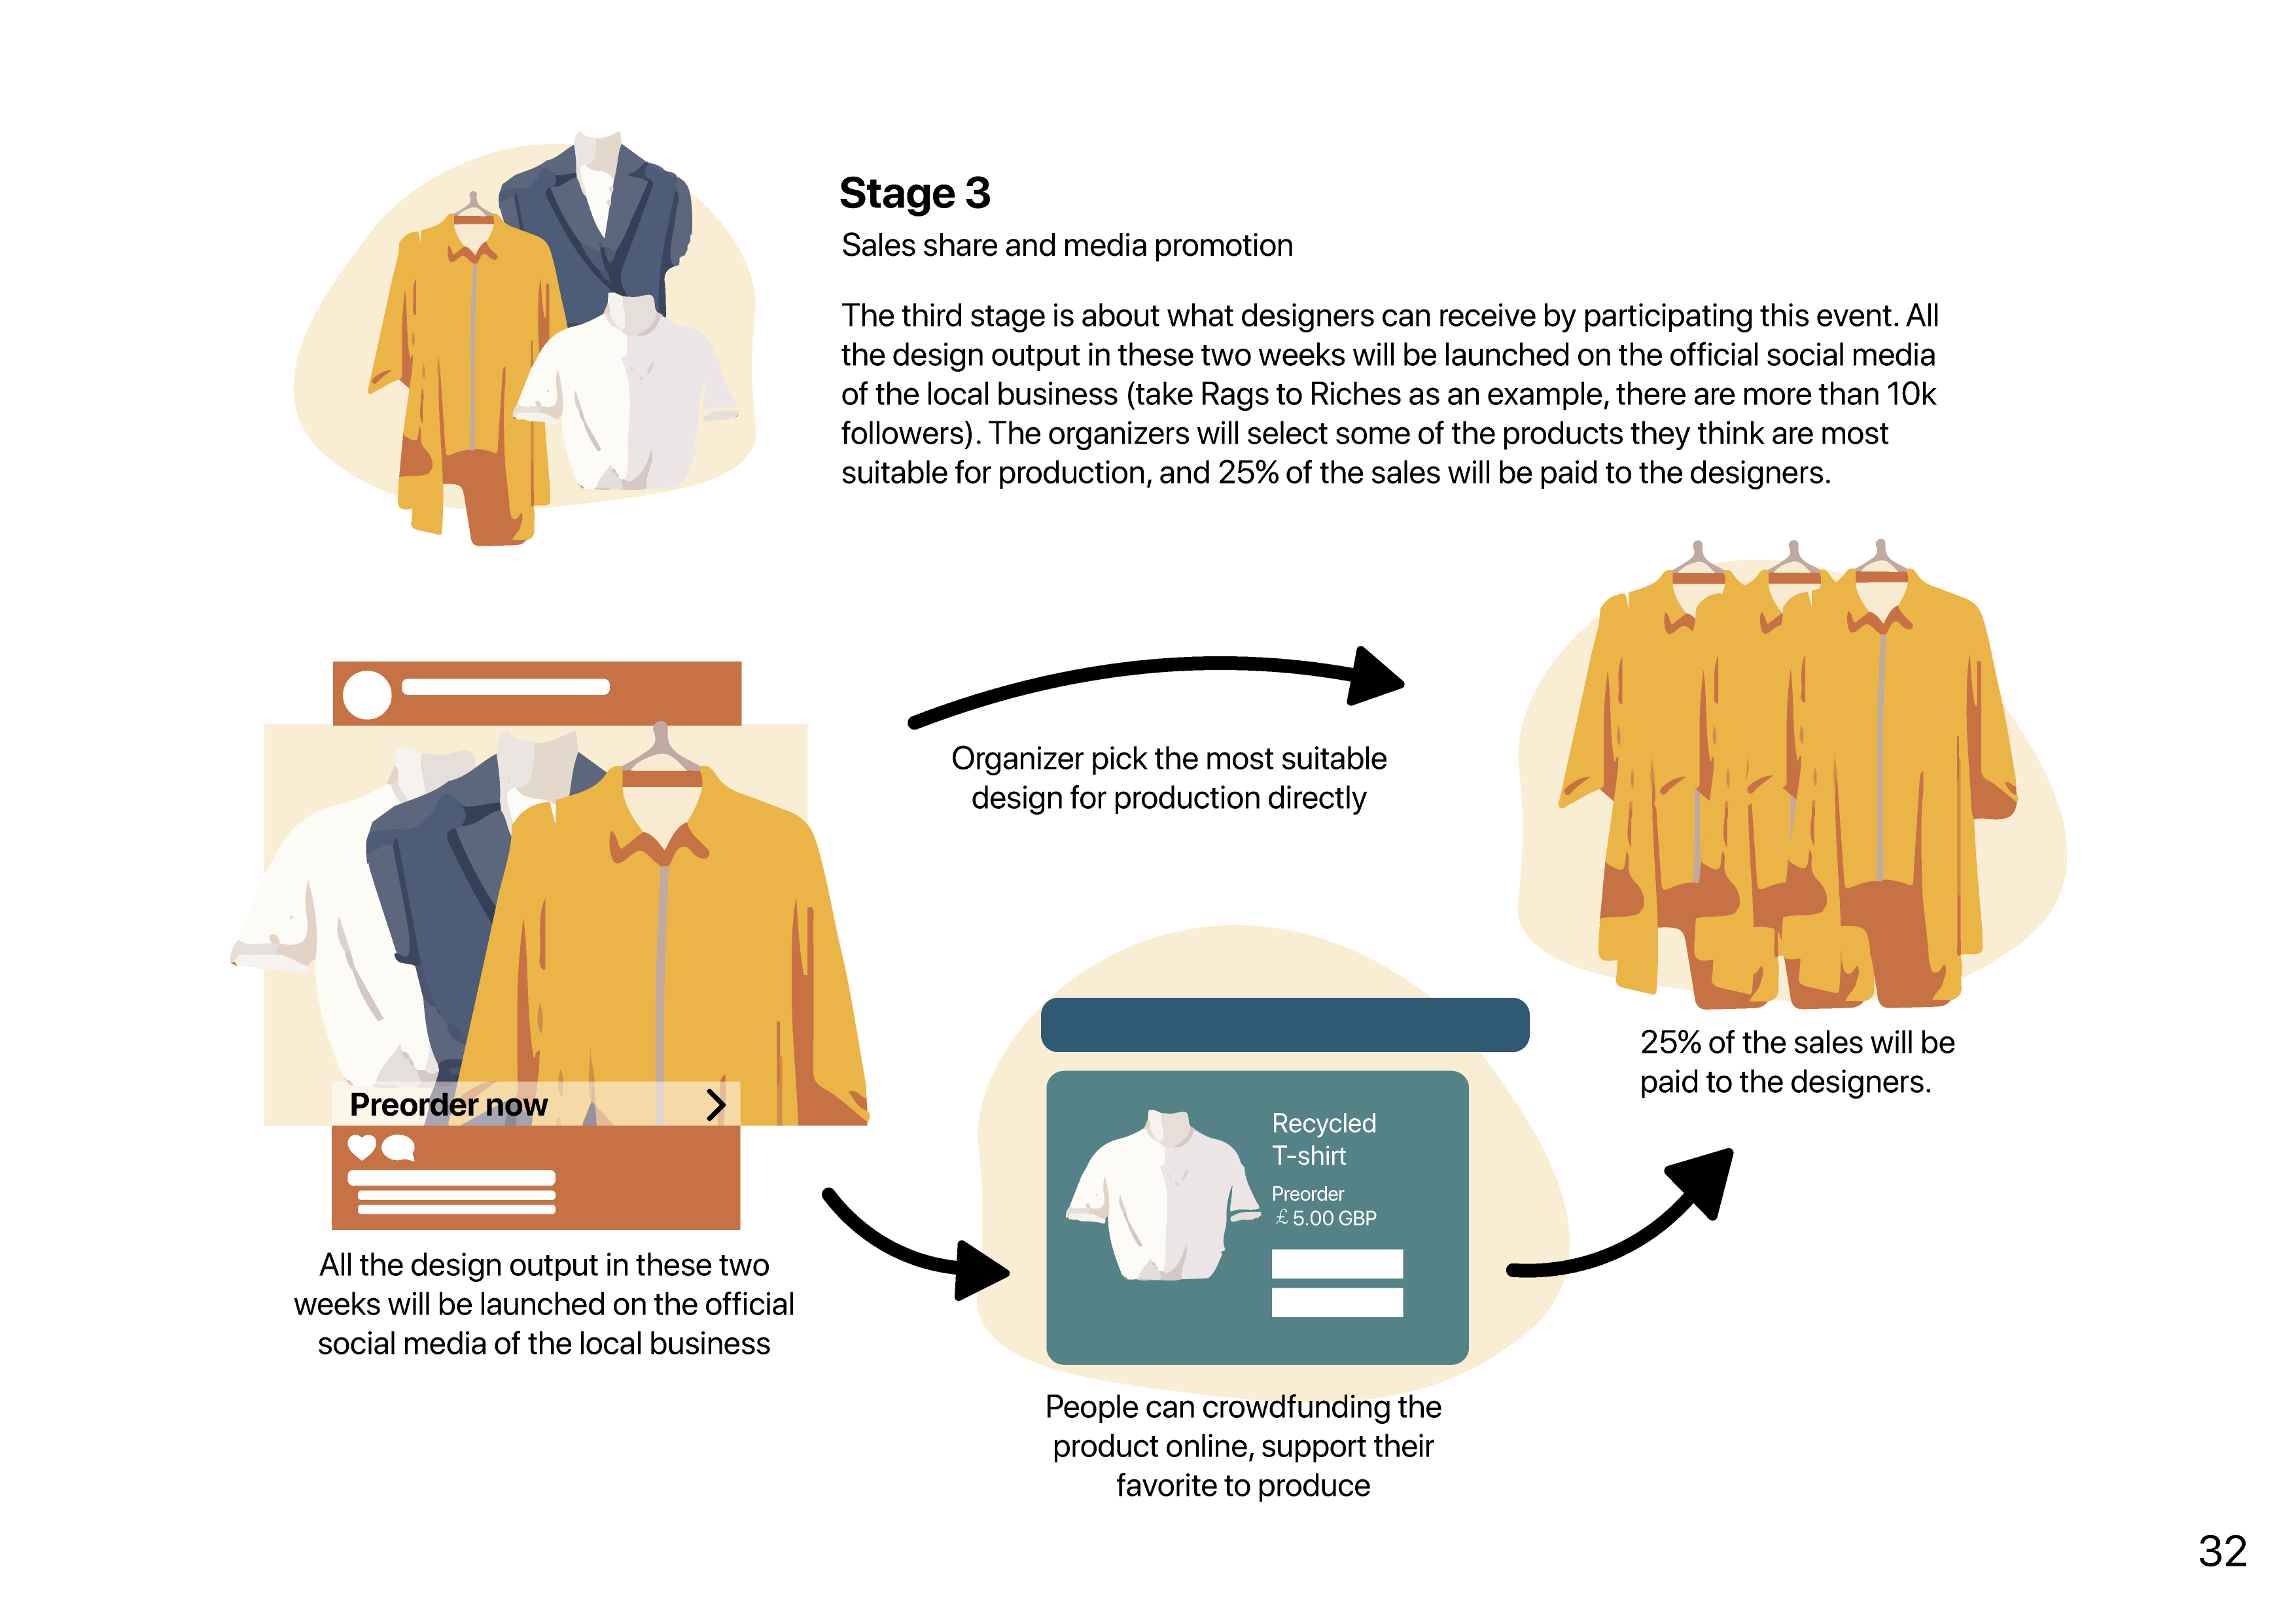 Stage 3
Sales share and media promotion
The third stage is about what designers can receive by participating this event. All
the design output in these two weeks will be launched on the official social media
of the local business (take Rags to Riches as an example, there are more than 10k
followers). The organizers will select some of the products they think are most
suitable for production, and 25% of the sales will be paid to the designers.
Organizer pick the most suitable
design for production directly
Preorder now
All the design output in these two
weeks will be launched on the official
social media of the local business
Recycled
T-shirt
Preorder
£ 5.00 GBP
People can crowdfunding the
product online, support their
favorite to produce
25% of the sales will be
paid to the designers.
32